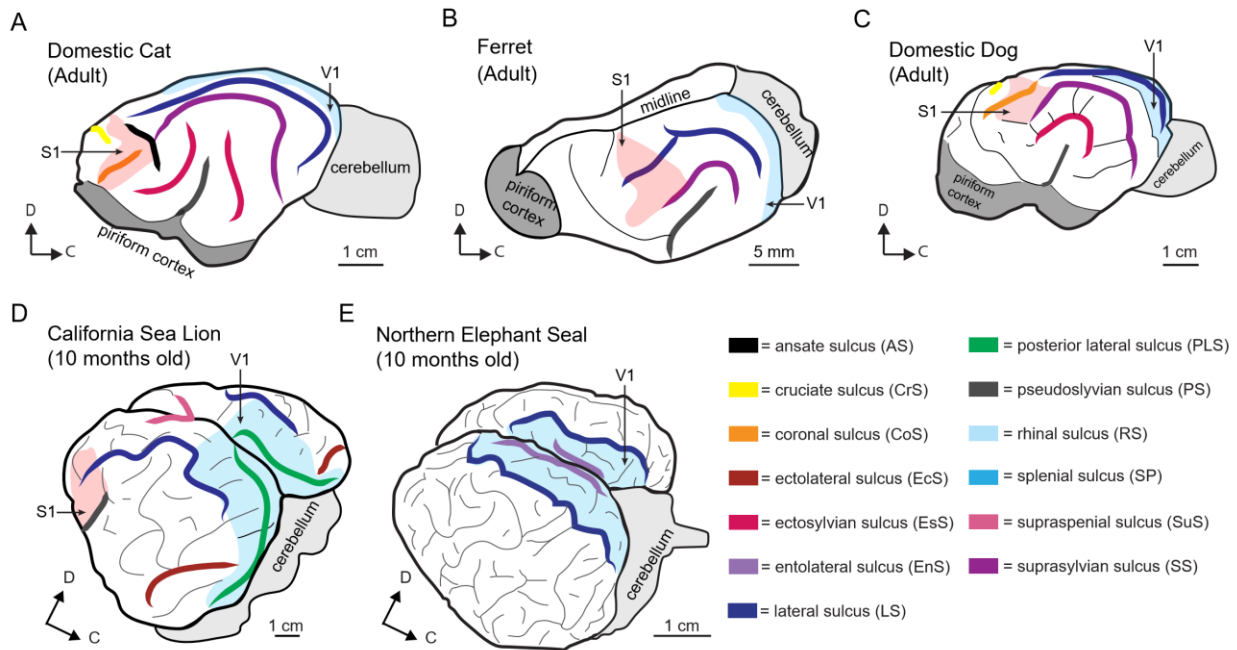 A
Domestic Cat
(Adult)
V1
S1
cerebellum
piriform cortex
D
C
1 cm
B
Ferret
(Adult)
S1
midline
cerebellum
piriform
cortex
V1
D
C
5 mm
C
Domestic Dog
(Adult)
V1
S1
piriform
cortex
cerebellum
D
C
1 cm
D
California Sea Lion
(10 months old)
V1
S1
cerebellum
D
C
1 cm
E
Northern Elephant Seal
(10 months old)
V1
cerebellum
D
C
1 cm
= ansate sulcus (AS)
= cruciate sulcus (CrS)
= coronal sulcus (CoS)
= ectolateral sulcus (EcS)
= ectosylvian sulcus (EsS)
= entolateral sulcus (EnS)
= lateral sulcus (LS)
= posterior lateral sulcus (PLS)
= pseudoslyvian sulcus (PS)
= rhinal sulcus (RS)
= splenial sulcus (SP)
= supraspenial sulcus (SuS)
= suprasylvian sulcus (SS)